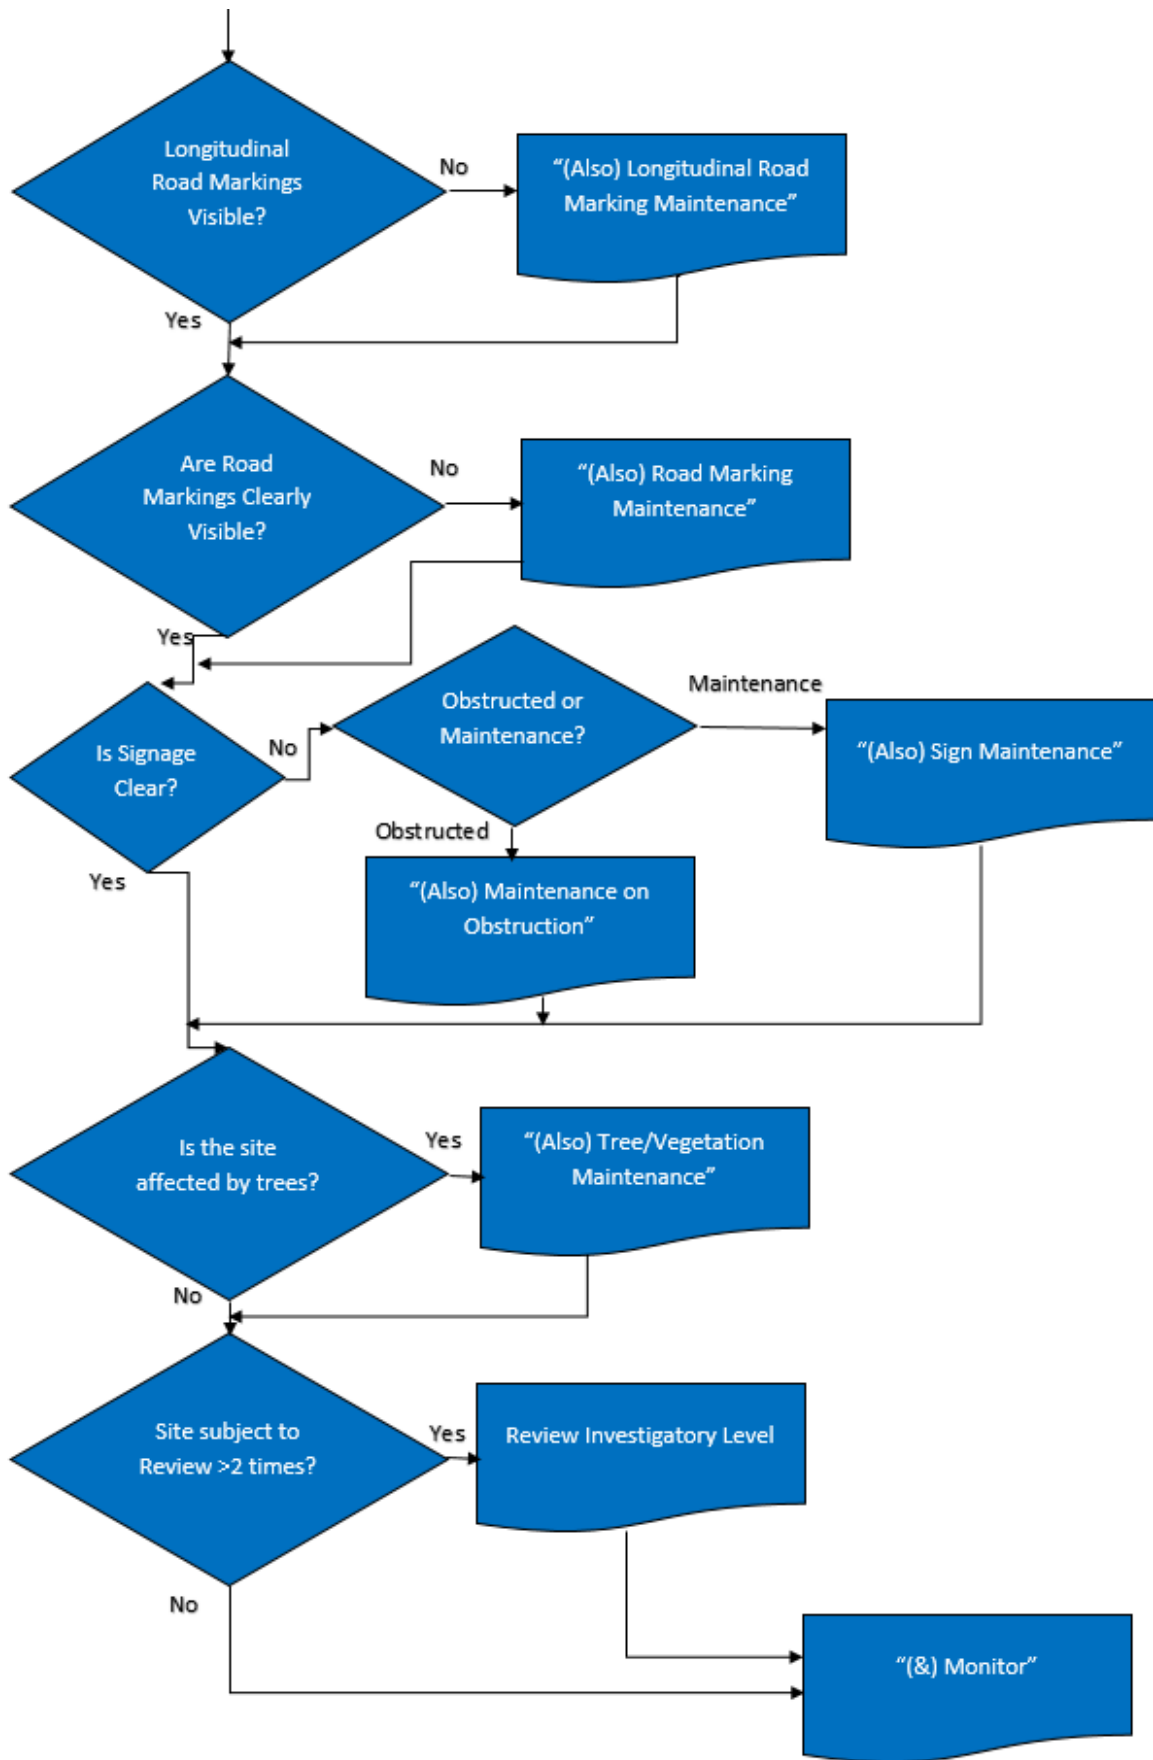 Longitudinal
Road Markings
Visible?
No
“(Also) Longitudinal Road
Marking Maintenance”
Yes
Are Road
Markings Clearly
Visible?
No
“(Also) Road Marking
Maintenance”
Yes
Is Signage
Clear?
No
Obstructed or
Maintenance?
Maintenance
“(Also) Sign Maintenance”
Obstructed
“(Also) Maintenance on
Obstruction”
Yes
Is the site
affected by trees?
Yes
“(Also) Tree/Vegetation
Maintenance”
No
Site subject to
Review >2 times?
Yes
Review Investigatory Level
No
“(&) Monitor”